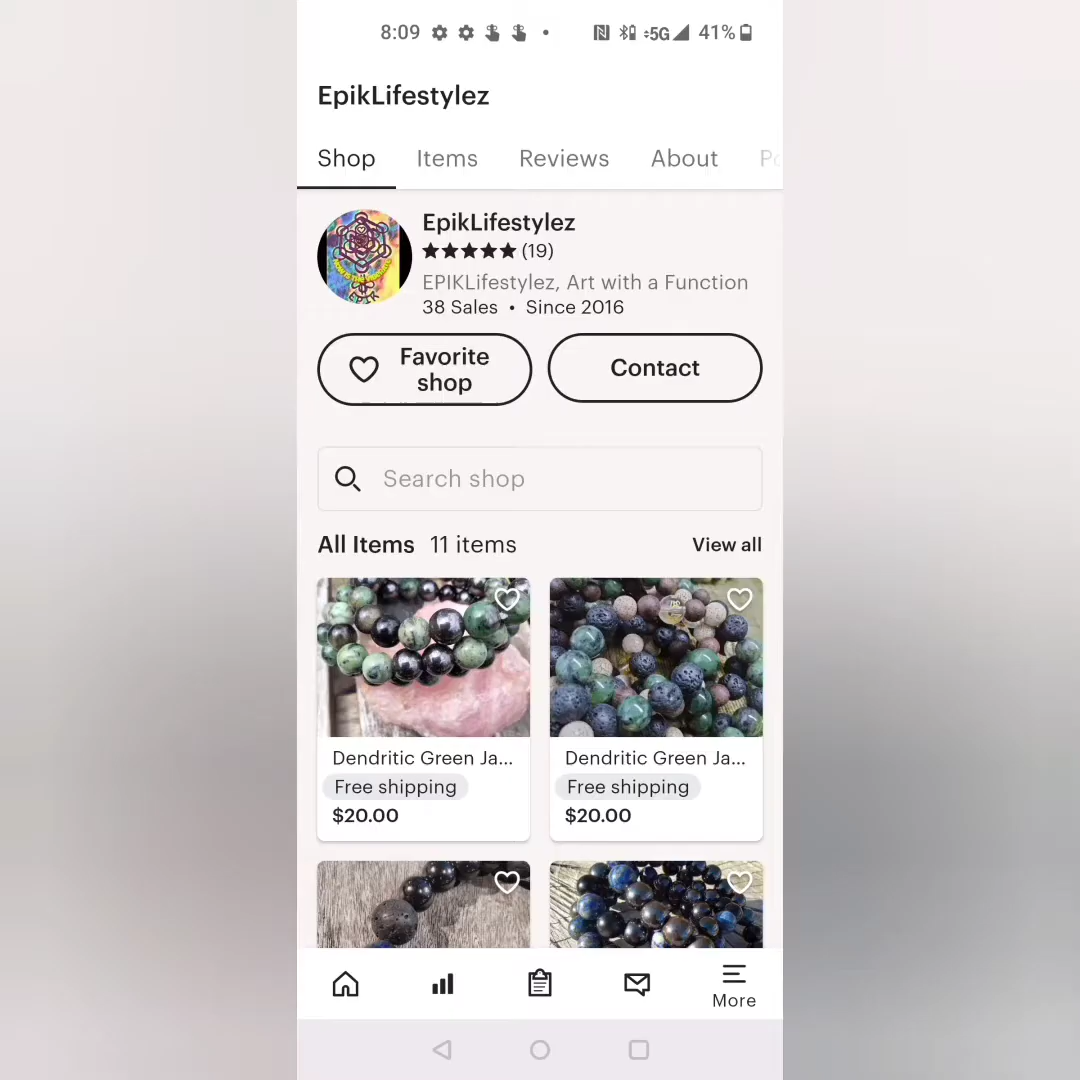 8:09 5G 41%
EpikLifestylez
Shop Items Reviews About
EpikLifestylez
(19)
EPIKLifestylez, Art with a Function
38 Sales • Since 2016
Favorite
shop
Contact
Search shop
All Items 11 items View all
Dendritic Green Ja...
Free shipping
$20.00
Dendritic Green Ja...
Free shipping
$20.00
More